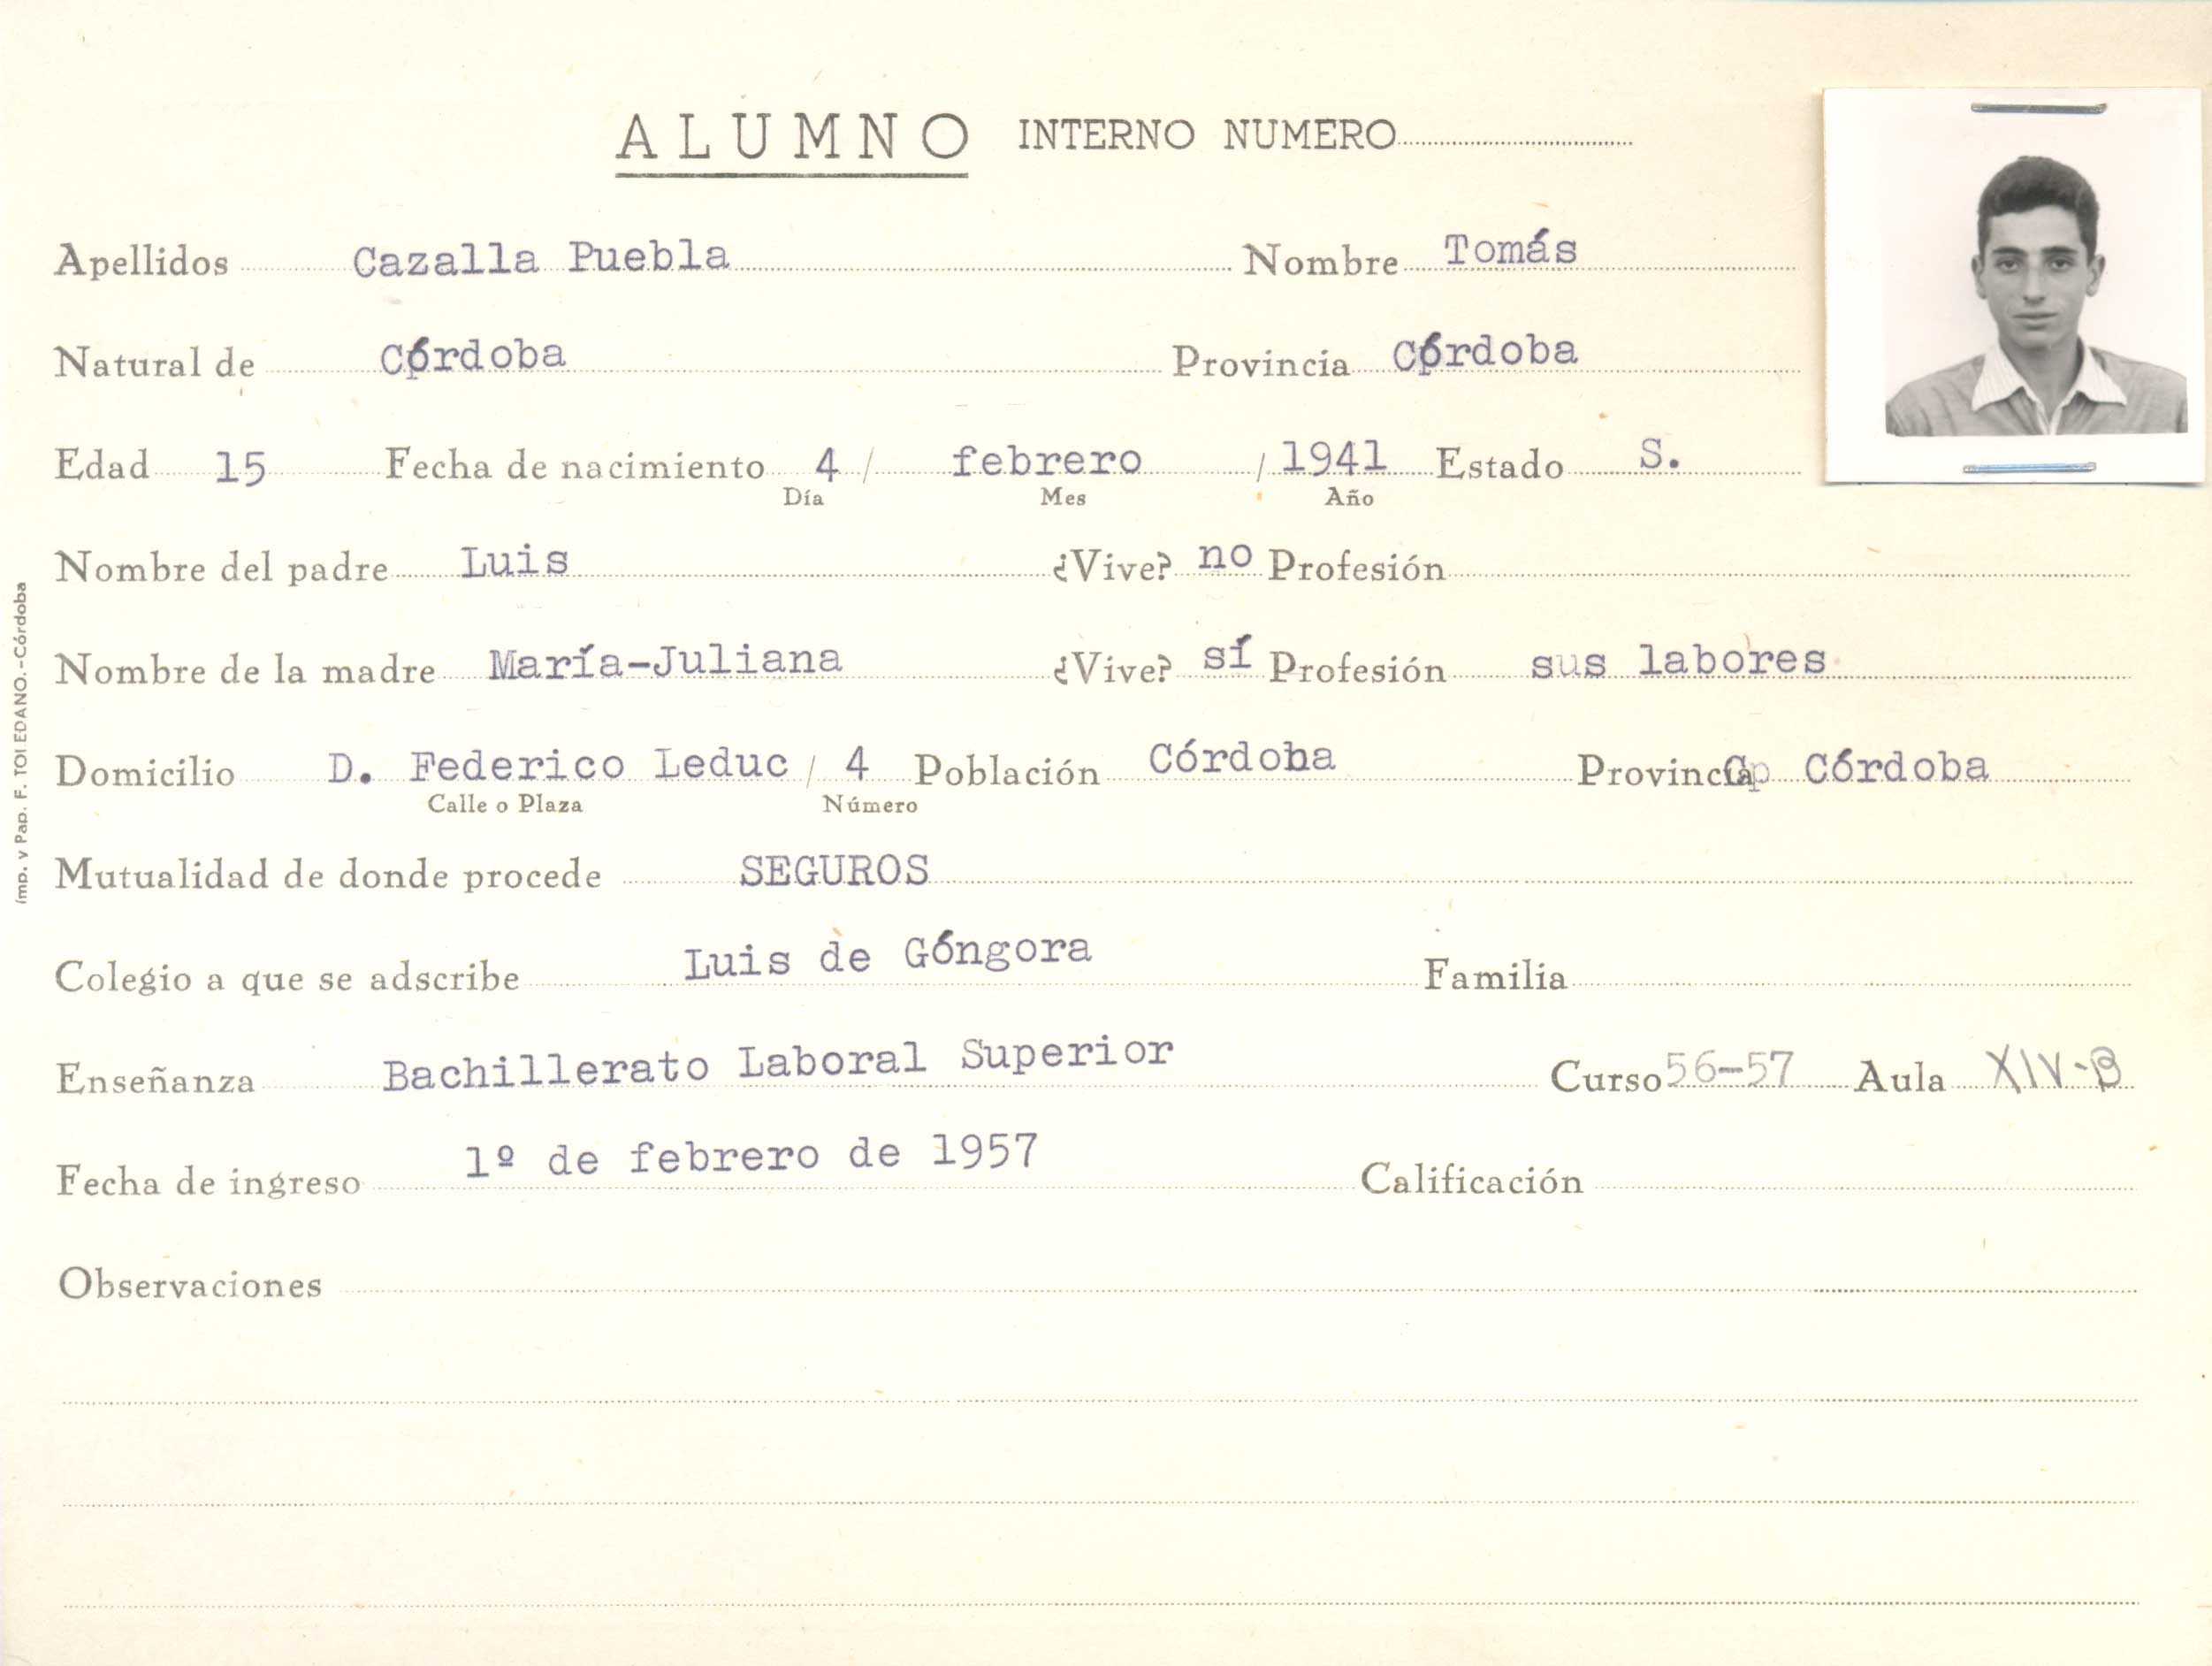 ALUMNO INTERNO NUMERO
Apellidos Cazalla Puebla Nombre Tomás
Natural de Córdoba Provincia Córdoba
Edad 15 Fecha de nacimiento 4 / febrero / 1941 Estado S.
Día Mes Año
Nombre del padre Luis ¿Vive? no Profesión
Nombre de la madre María-Juliana ¿Vive? sí Profesión sus labores
Domicilio D. Federico Leduc / 4 Población Córdoba Provincia Córdoba
Calle o Plaza Número
Mutualidad de donde procede SEGUROS
Colegio a que se adscribe Luis de Góngora Familia
Enseñanza Bachillerato Laboral Superior Curso 56-57 Aula XIV-B
Fecha de ingreso 1º de febrero de 1957 Calificación
Observaciones
Imp. y Pap. F. TOLEDANO.-Córdoba